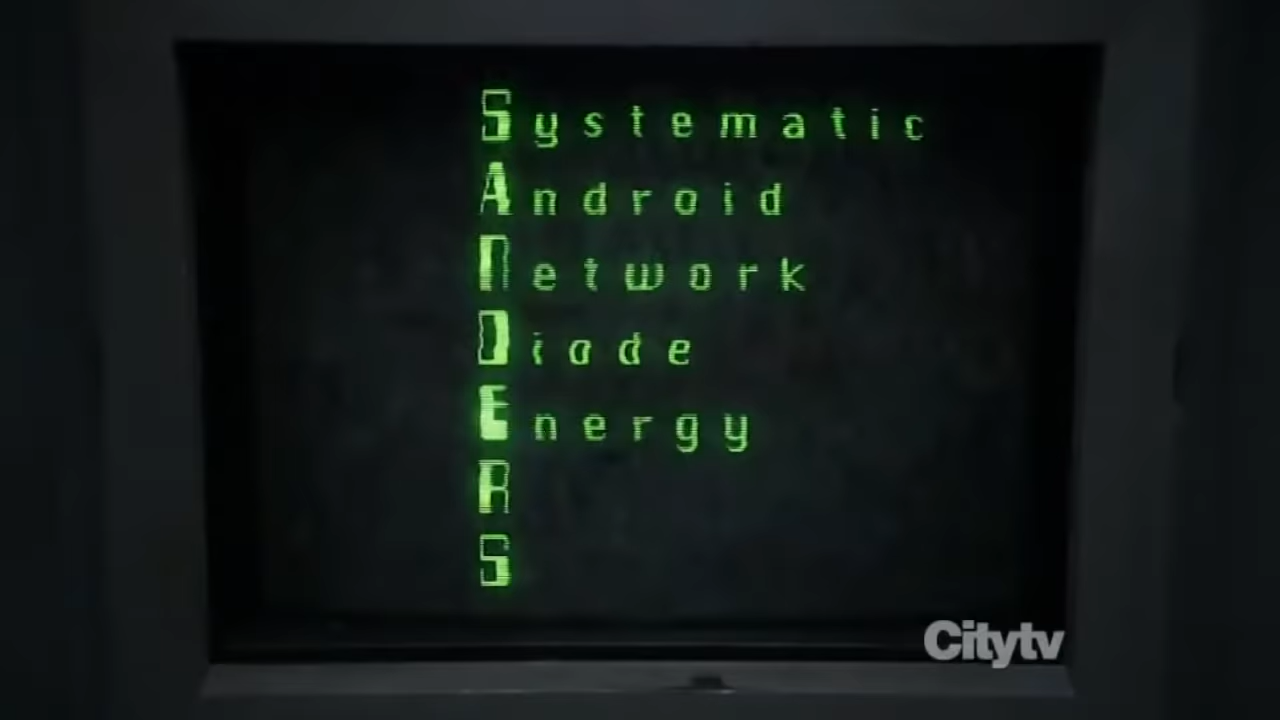 Systematic
Android
Network
Diode
Energy
R
S
Citytv